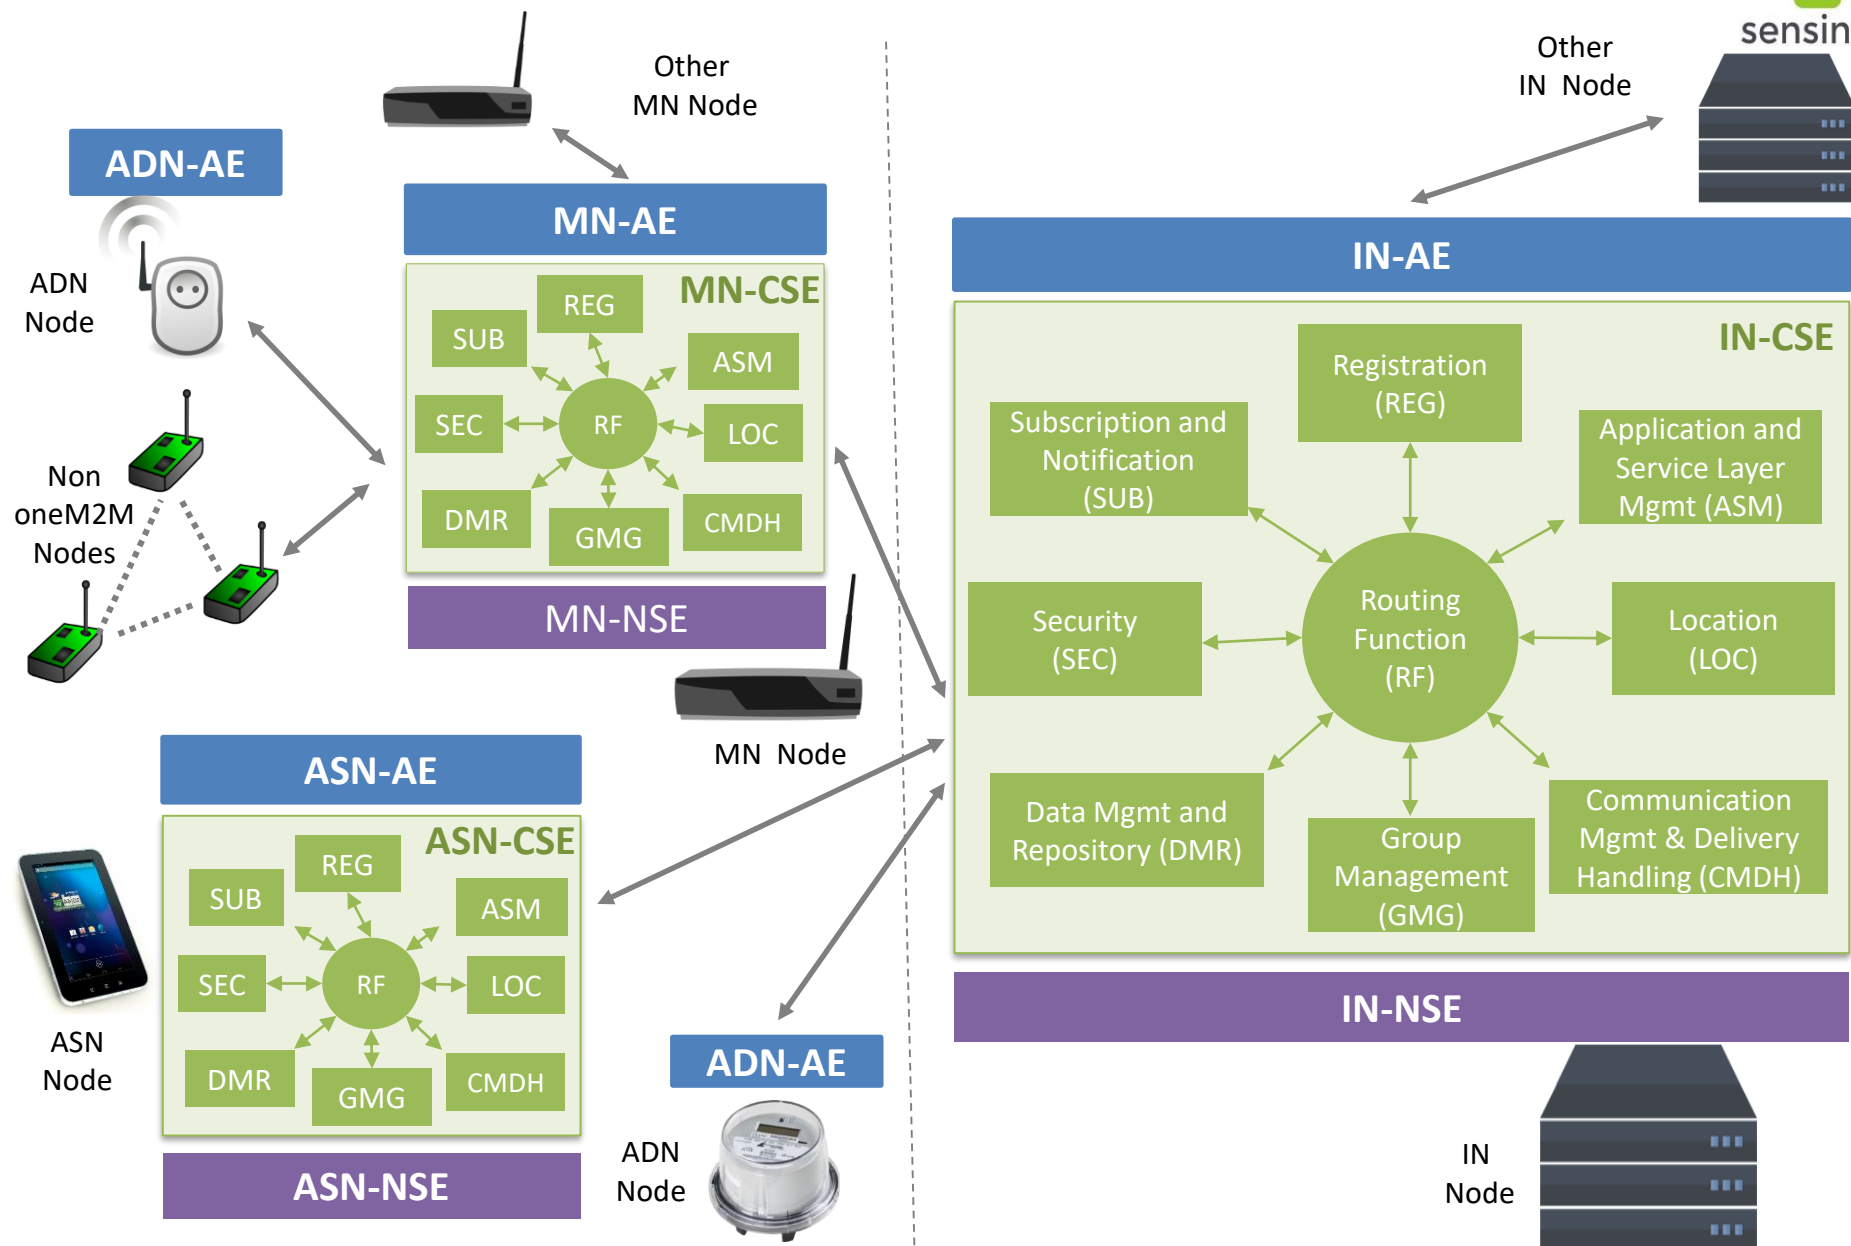 sensin
Other
IN  Node
Other
MN Node
ADN-AE
ADN
Node
Non
oneM2M
Nodes
MN-AE
MN-CSE
REG
SUB
ASM
SEC
RF
LOC
DMR
GMG
CMDH
MN-NSE
MN  Node
ASN-AE
ASN-CSE
REG
SUB
ASM
SEC
RF
LOC
DMR
GMG
CMDH
ASN-NSE
ASN
Node
ADN-AE
ADN
Node
IN-AE
IN-CSE
Registration
(REG)
Subscription and
Notification
(SUB)
Application and
Service Layer
Mgmt (ASM)
Security
(SEC)
Routing
Function
(RF)
Location
(LOC)
Data Mgmt and
Repository (DMR)
Group
Management
(GMG)
Communication
Mgmt & Delivery
Handling (CMDH)
IN-NSE
IN
Node